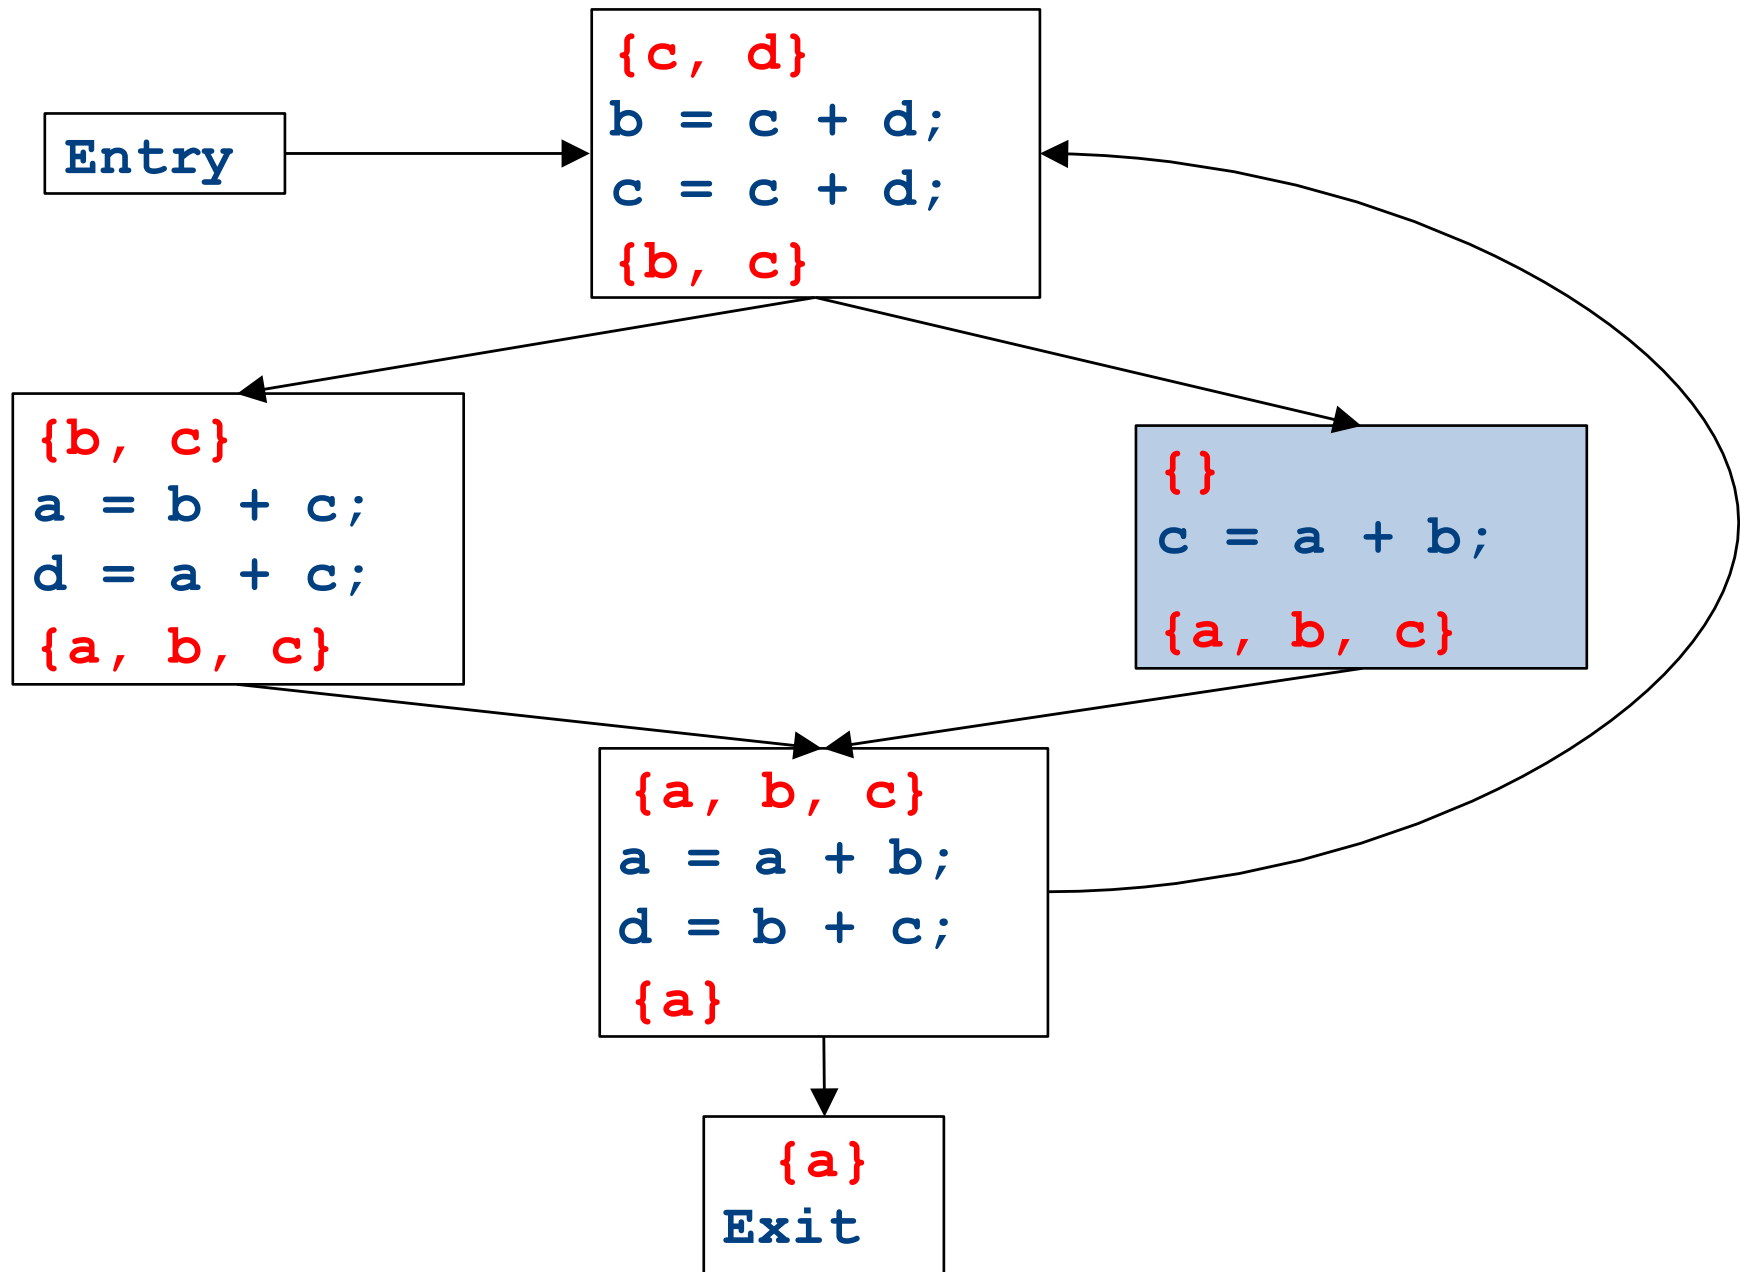 {c, d}
b = c + d;
c = c + d;
{b, c}
Entry
{b, c}
a = b + c;
d = a + c;
{a, b, c}
{}
c = a + b;
{a, b, c}
{a, b, c}
a = a + b;
d = b + c;
{a}
{a}
Exit